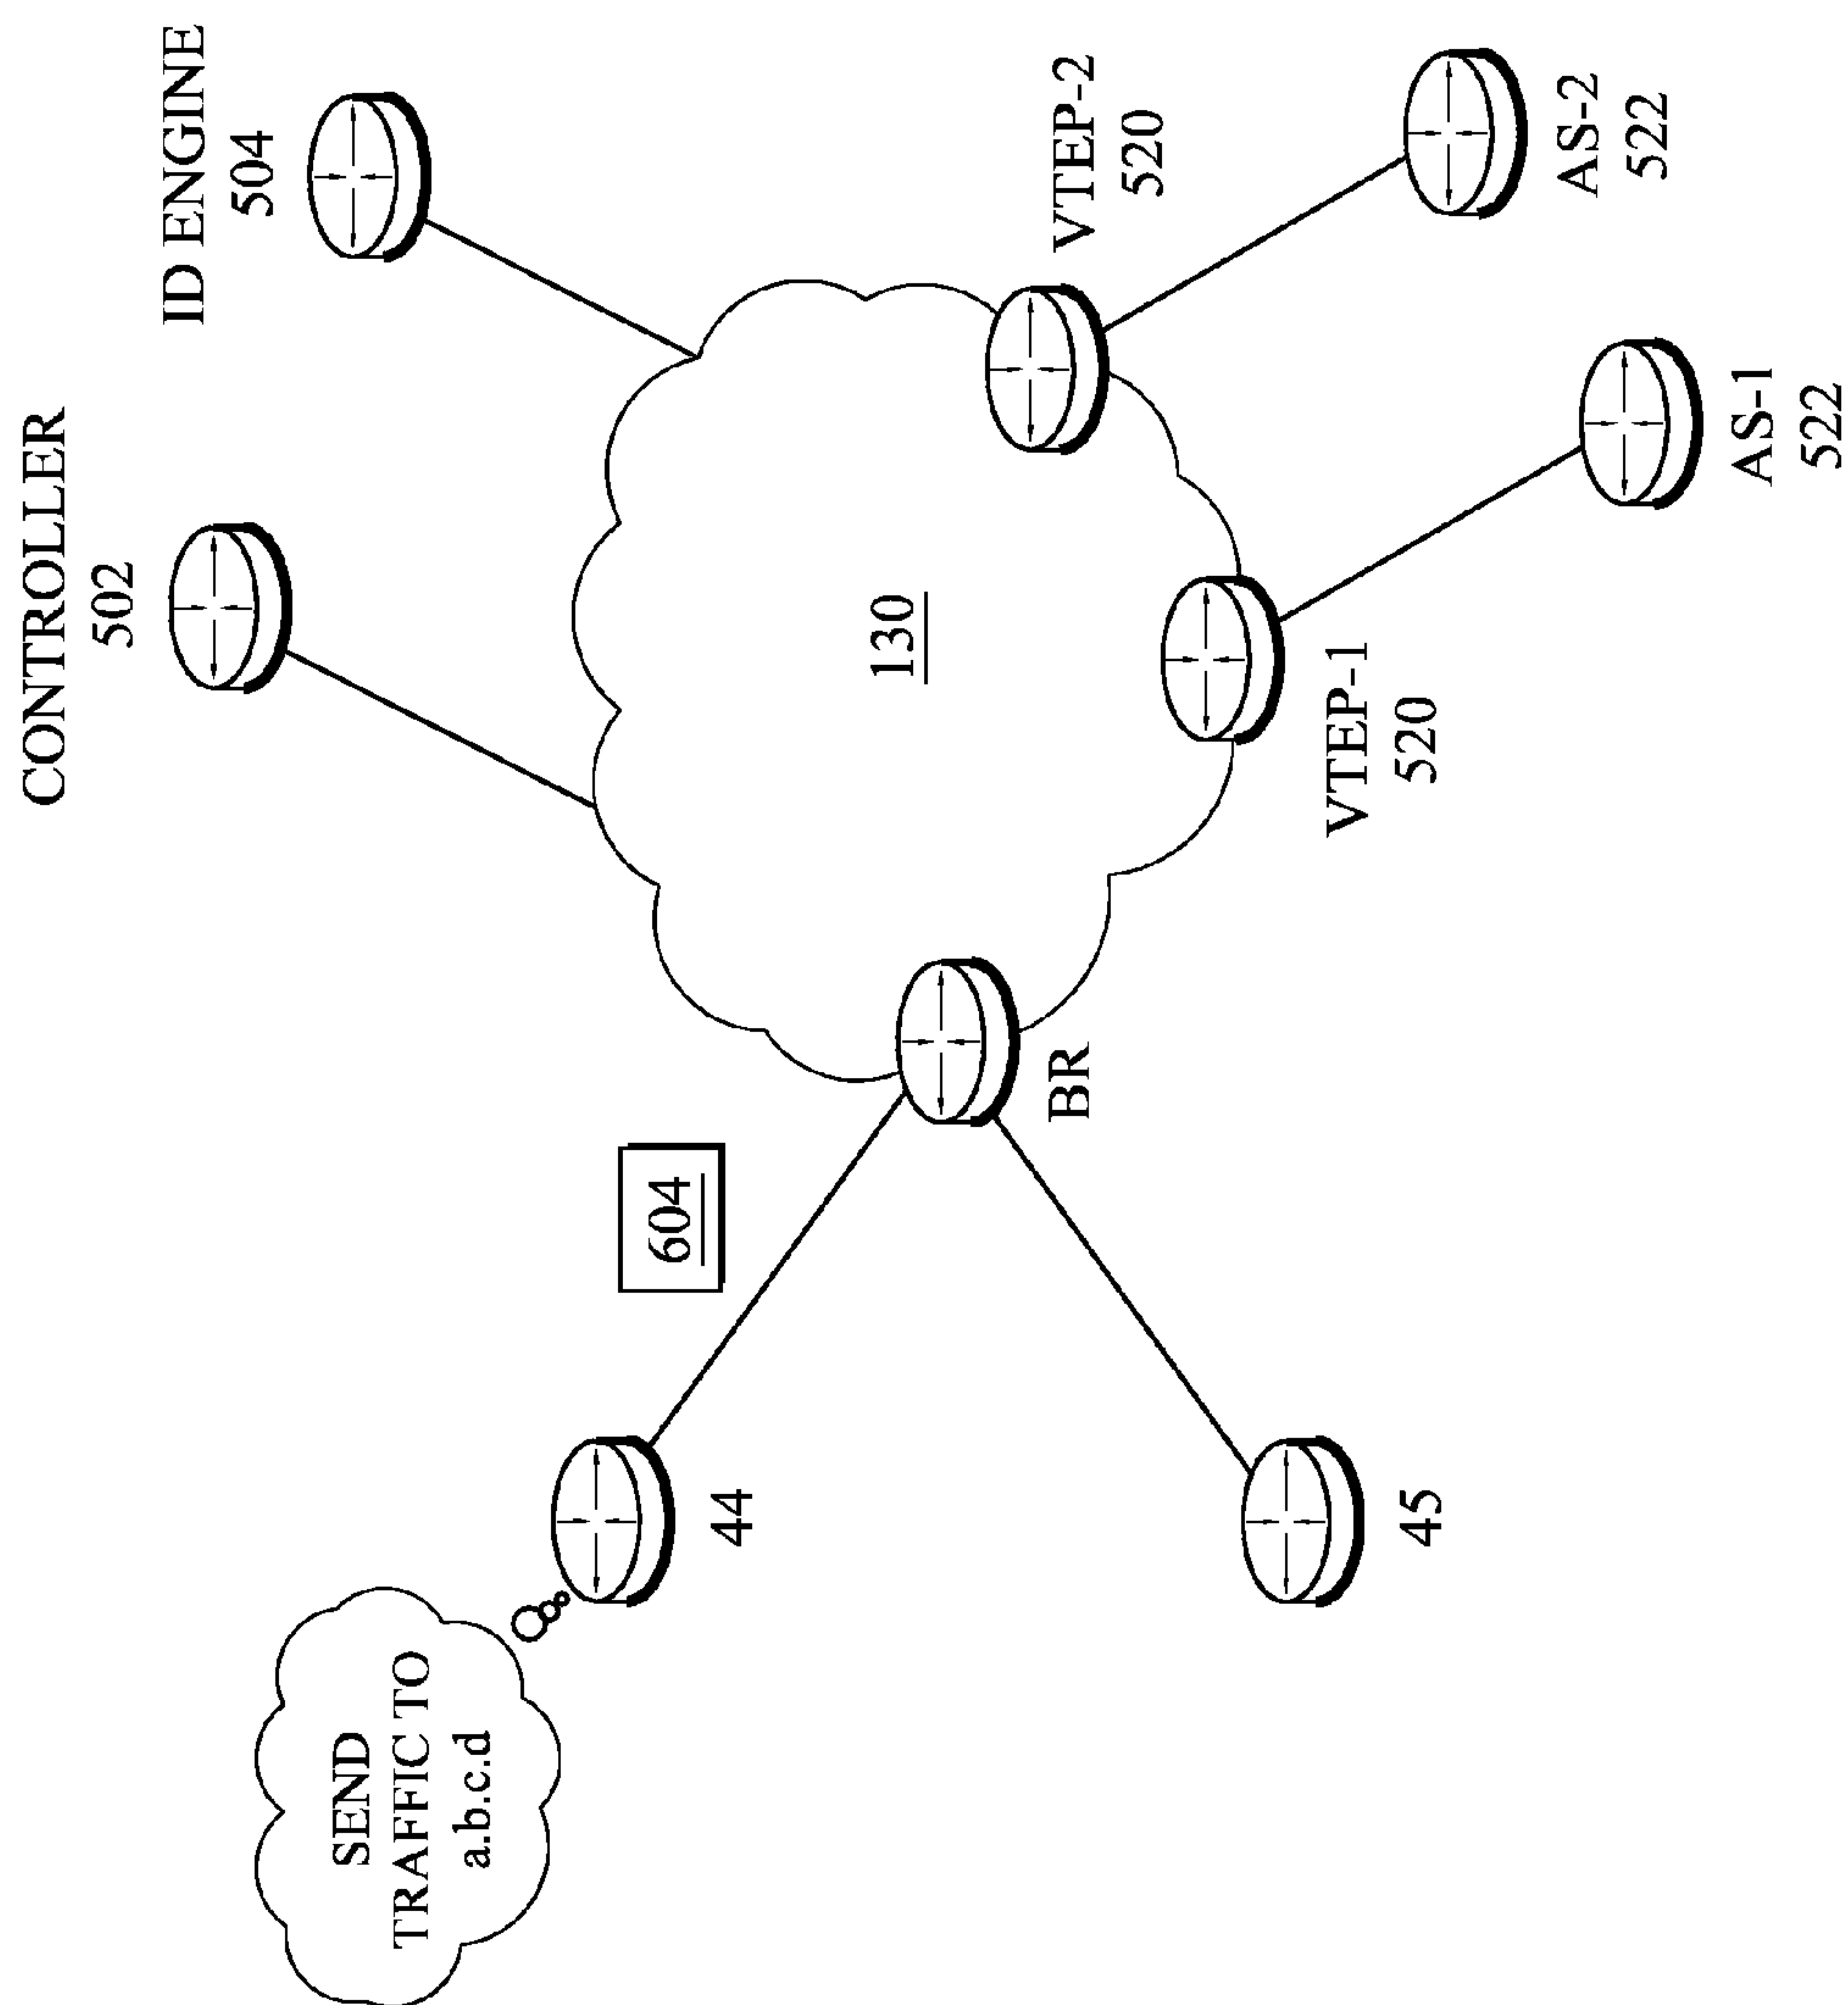 CONTROLLER
502
ID ENGINE
504
SEND
TRAFFIC TO
a.b.c.d
604
130
VTEP-2
520
44
BR
VTEP-1
520
AS-2
522
45
AS-1
522